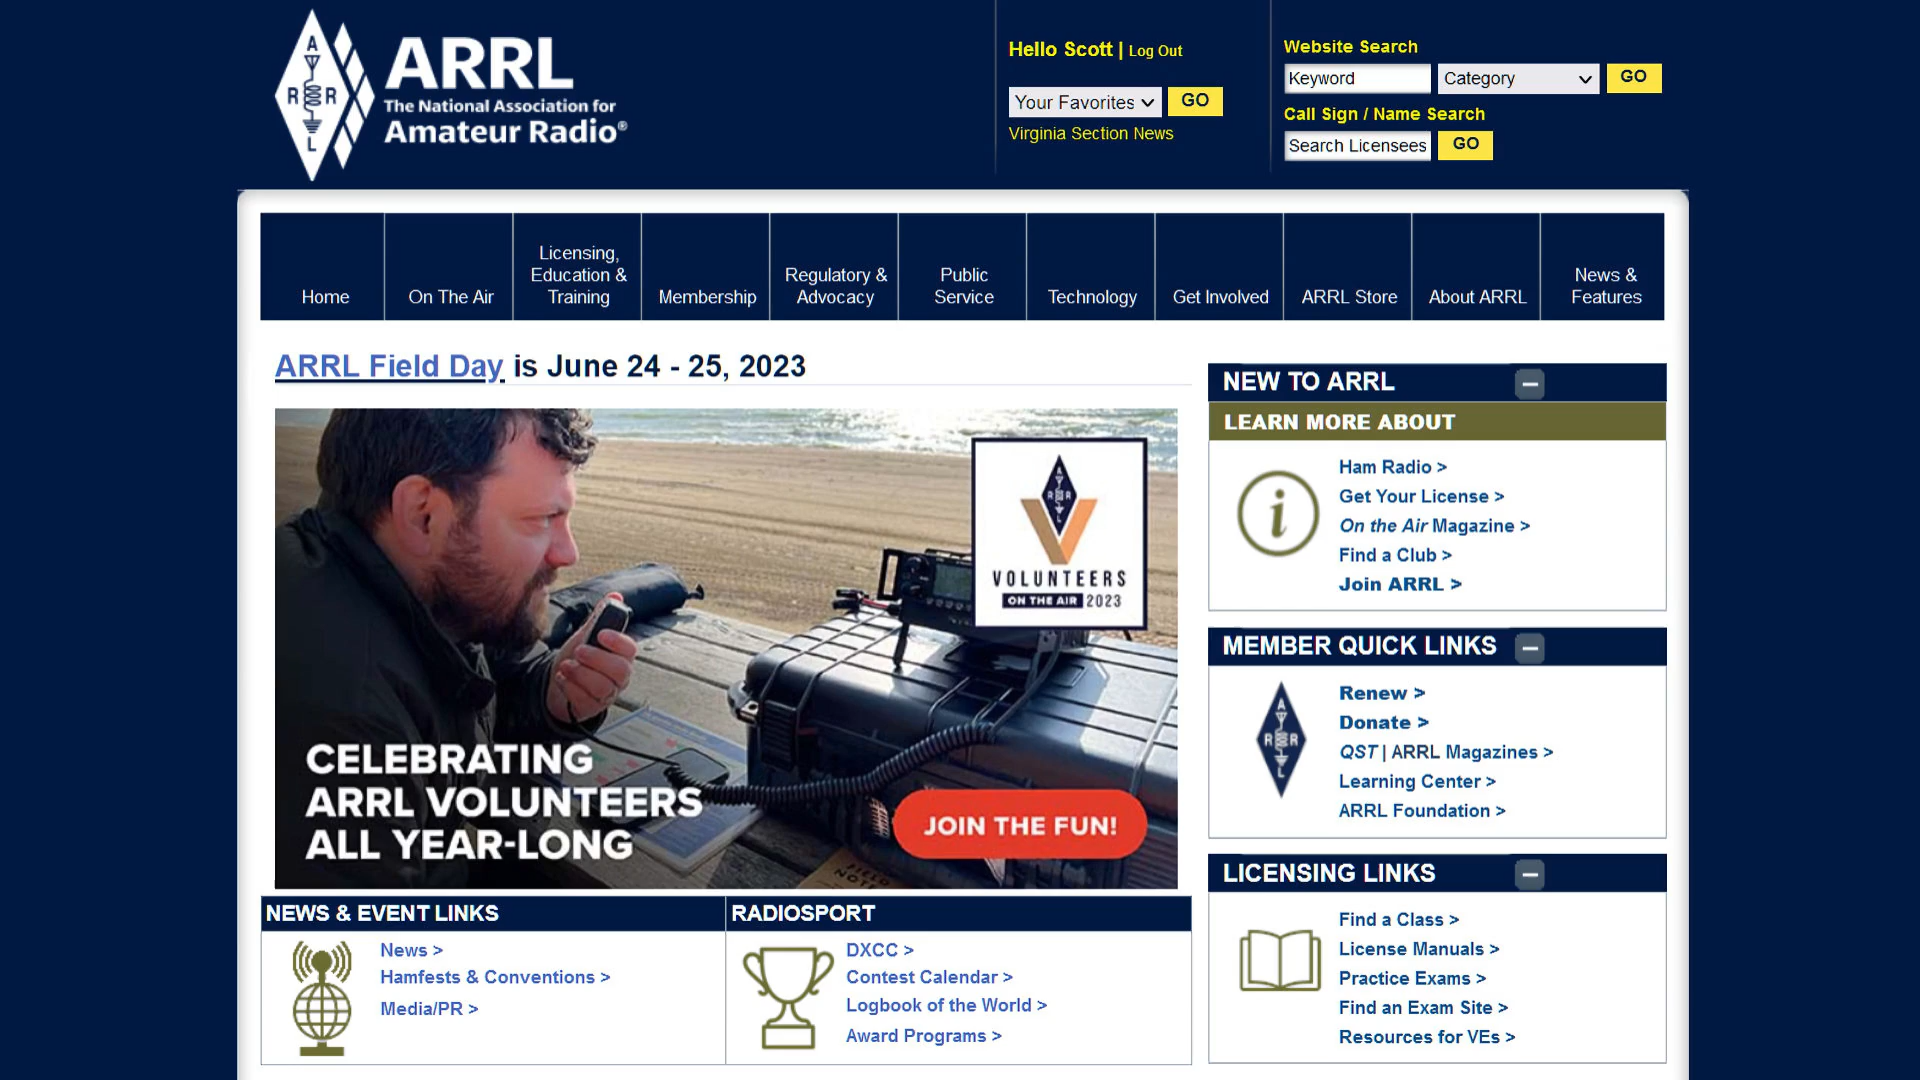 A
R R
L
ARRL
The National Association for
Amateur Radio®
Hello Scott | Log Out
Your Favorites GO
Virginia Section News
Website Search
Keyword Category GO
Call Sign / Name Search
Search Licensees GO
Home
On The Air
Licensing,
Education &
Training
Membership
Regulatory &
Advocacy
Public
Service
Technology
Get Involved
ARRL Store
About ARRL
News &
Features
ARRL Field Day is June 24 - 25, 2023
A
R R
L
VOLUNTEERS
ON THE AIR 2023
CELEBRATING
ARRL VOLUNTEERS
ALL YEAR-LONG
JOIN THE FUN!
FIELD
NOTE
NEWS & EVENT LINKS
News >
Hamfests & Conventions >
Media/PR >
RADIOSPORT
DXCC >
Contest Calendar >
Logbook of the World >
Award Programs >
NEW TO ARRL
LEARN MORE ABOUT
i
Ham Radio >
Get Your License >
On the Air Magazine >
Find a Club >
Join ARRL >
MEMBER QUICK LINKS
A
R R
L
Renew >
Donate >
QST | ARRL Magazines >
Learning Center >
ARRL Foundation >
LICENSING LINKS
Find a Class >
License Manuals >
Practice Exams >
Find an Exam Site >
Resources for VEs >